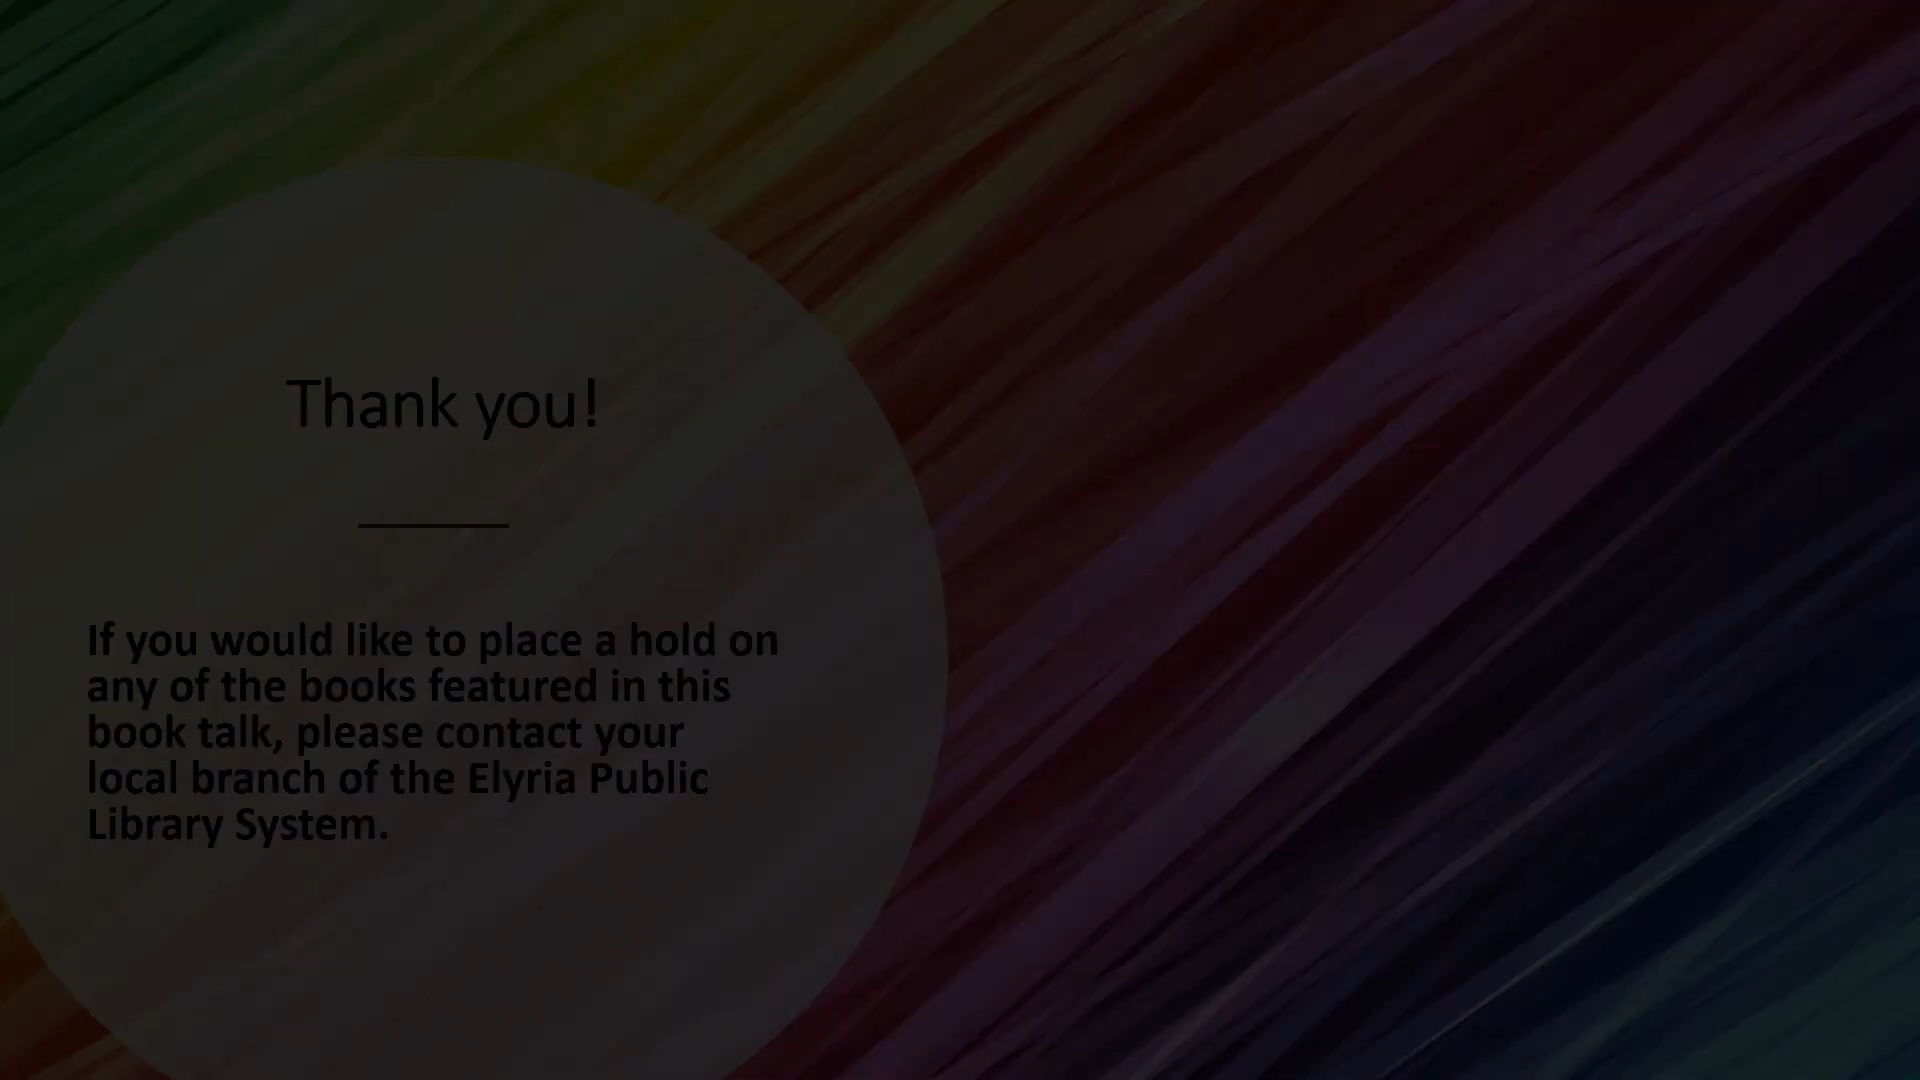 Thank you!
If you would like to place a hold on
any of the books featured in this
book talk, please contact your
local branch of the Elyria Public
Library System.